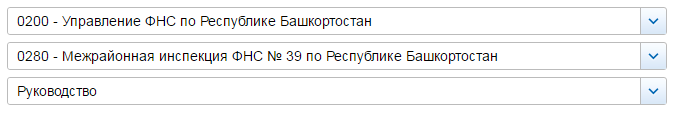 0200 - Управление ФНС по Республике Башкортостан
0280 - Межрайонная инспекция ФНС № 39 по Республике Башкортостан
Руководство